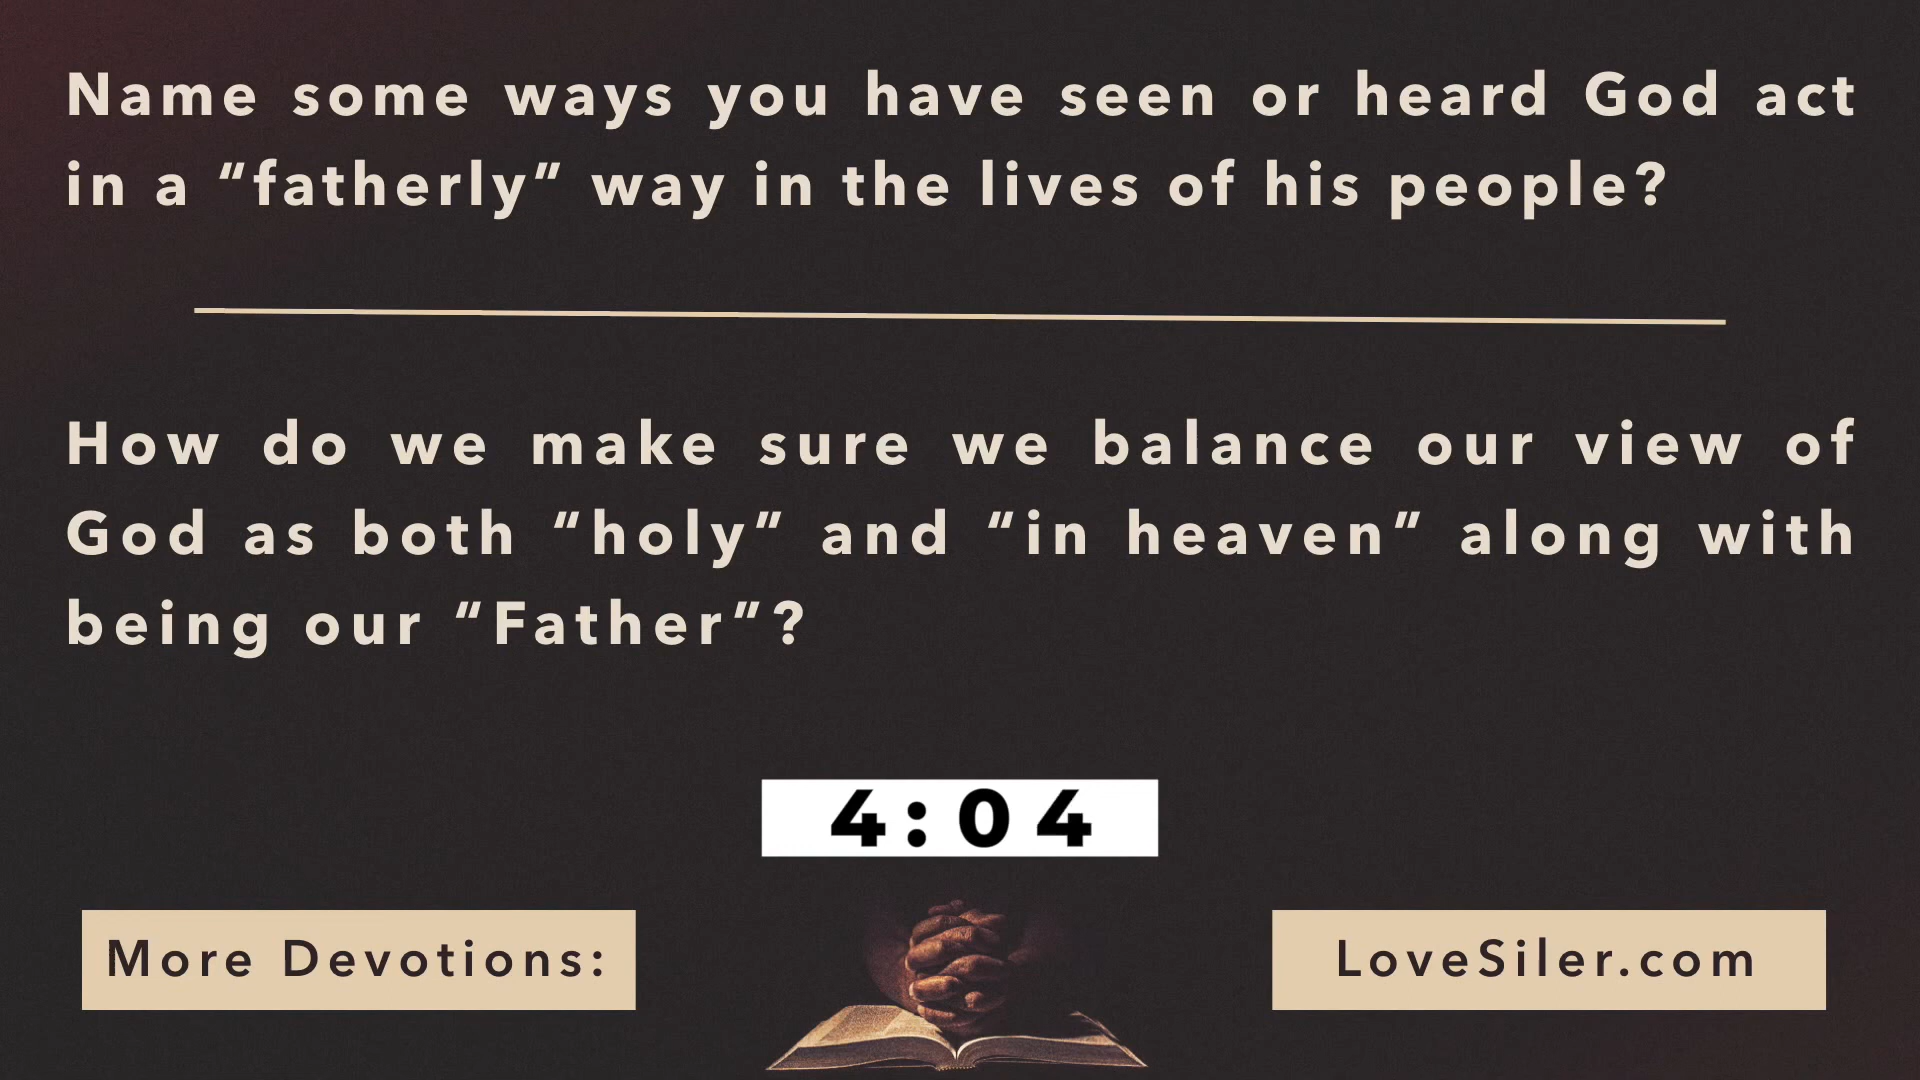 Name some ways you have seen or heard God act
in a “fatherly” way in the lives of his people?
How do we make sure we balance our view of
God as both “holy” and “in heaven” along with
being our “Father”?
4:04
More Devotions:
LoveSiler.com